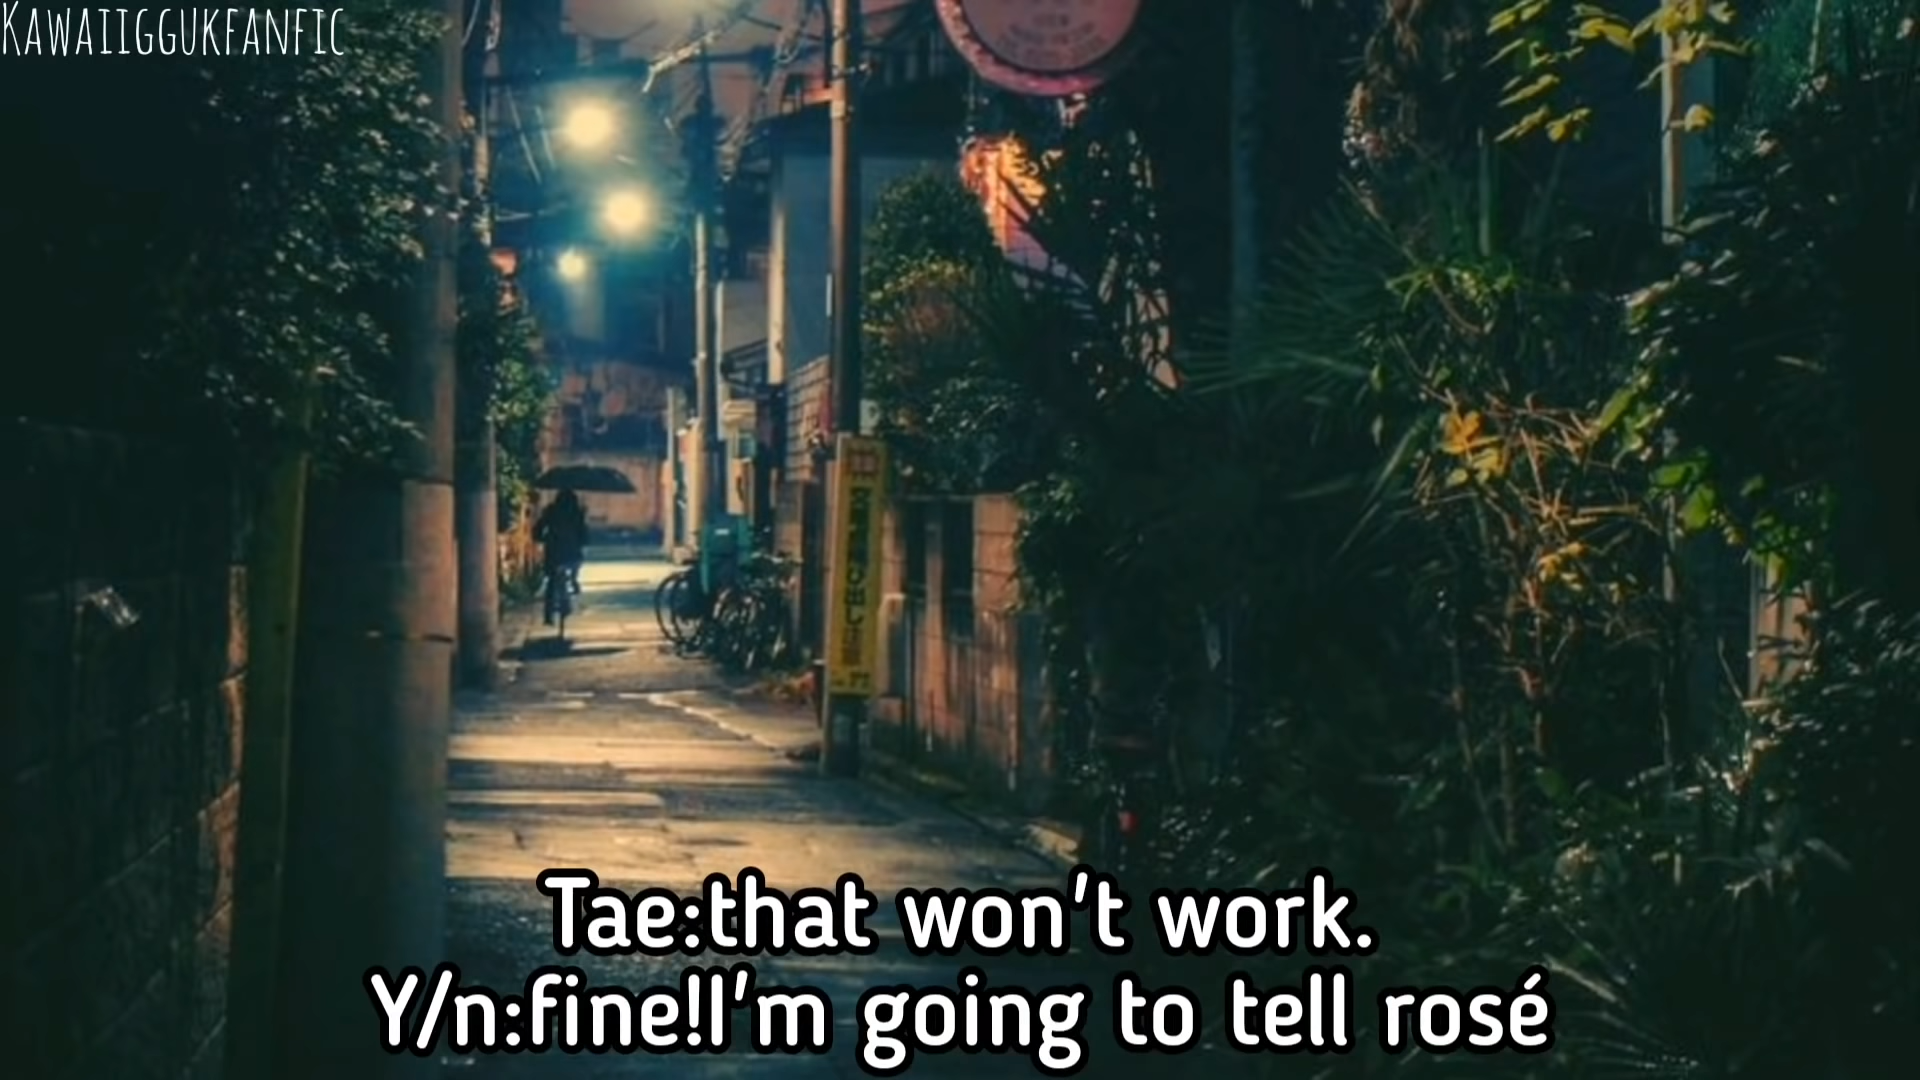 KAWAIIGGUKFANFIC
Tae:that won't work.
Y/n:fine!I'm going to tell rosé